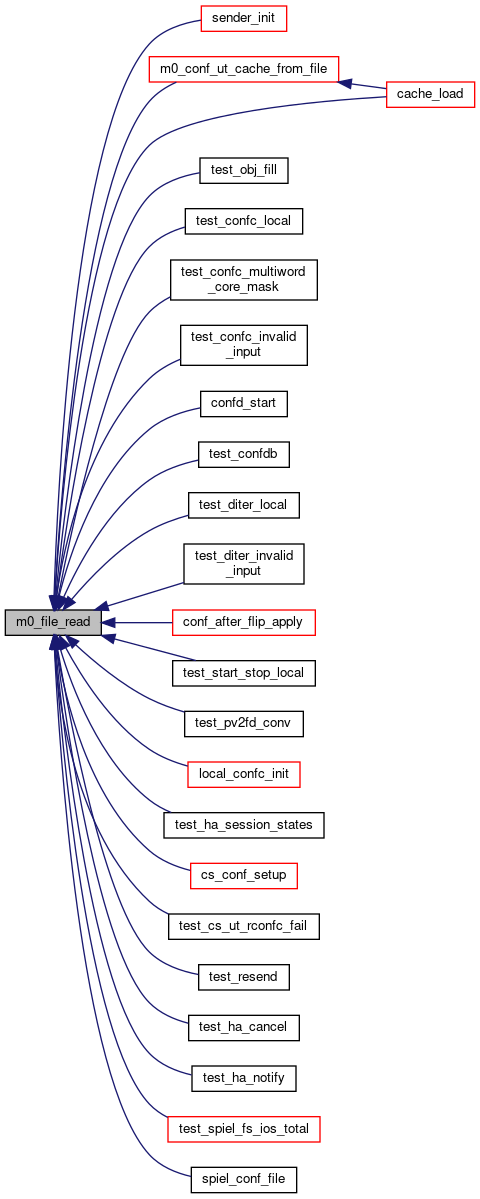 sender_init
m0_conf_ut_cache_from_file
cache_load
test_obj_fill
test_confc_local
test_confc_multiword
_core_mask
test_confc_invalid
_input
confd_start
test_confdb
test_diter_local
test_diter_invalid
_input
m0_file_read
conf_after_flip_apply
test_start_stop_local
test_pv2fd_conv
local_confc_init
test_ha_session_states
cs_conf_setup
test_cs_ut_rconfc_fail
test_resend
test_ha_cancel
test_ha_notify
test_spiel_fs_ios_total
spiel_conf_file